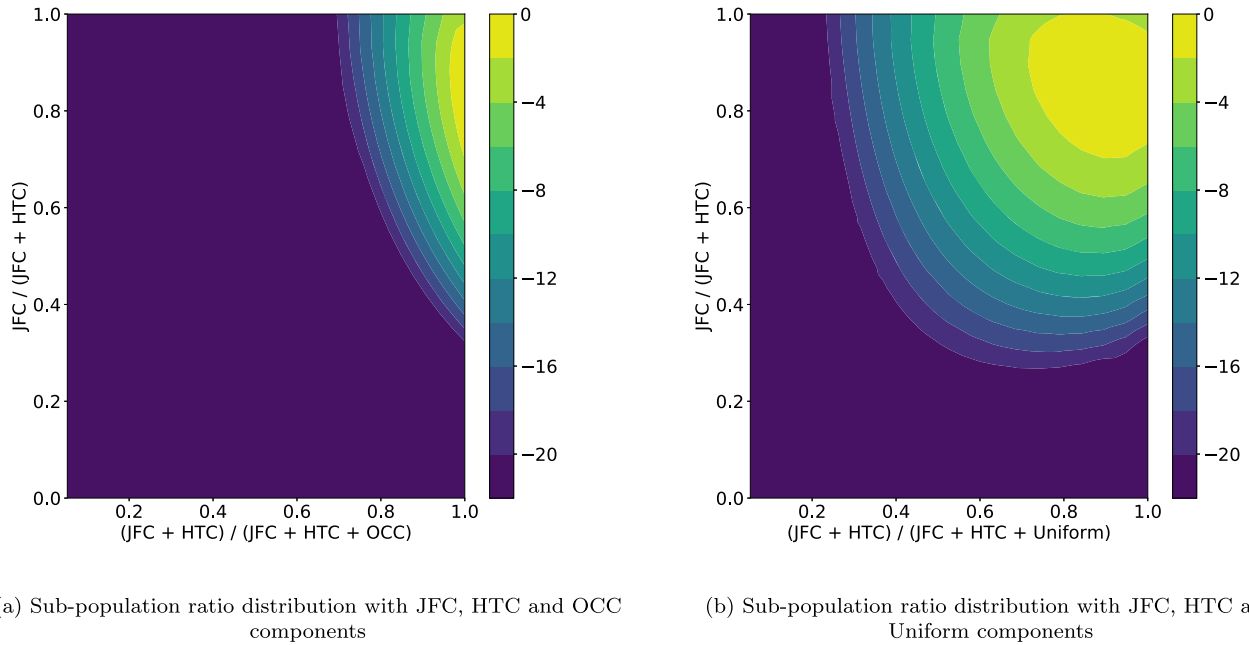 1.0
0.8
0.6
0.4
0.2
0.0
JFC / (JFC + HTC)
0.2 0.4 0.6 0.8 1.0
(JFC + HTC) / (JFC + HTC + OCC)
0
−4
−8
−12
−16
−20
1.0
0.8
0.6
0.4
0.2
0.0
JFC / (JFC + HTC)
0.2 0.4 0.6 0.8 1.0
(JFC + HTC) / (JFC + HTC + Uniform)
0
−4
−8
−12
−16
−20
a) Sub-population ratio distribution with JFC, HTC and OCC
components
(b) Sub-population ratio distribution with JFC, HTC a
Uniform components